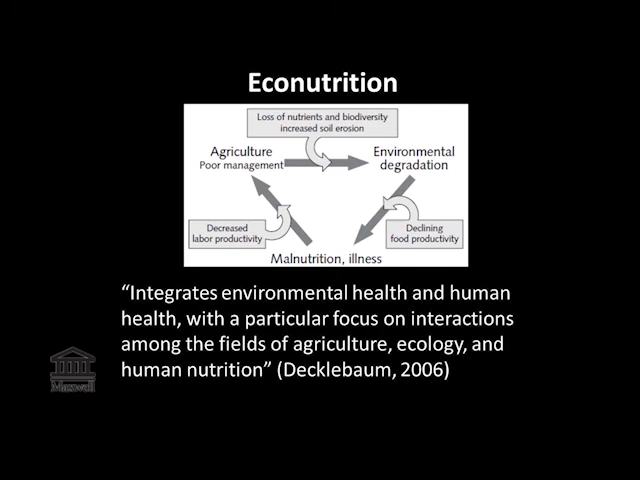 Econutrition
Loss of nutrients and biodiversity
increased soil erosion
Agriculture
Poor management
Environmental
degradation
Decreased
labor productivity
Declining
food productivity
Malnutrition, illness
“Integrates environmental health and human
health, with a particular focus on interactions
among the fields of agriculture, ecology, and
human nutrition” (Decklebaum, 2006)
Maxwell